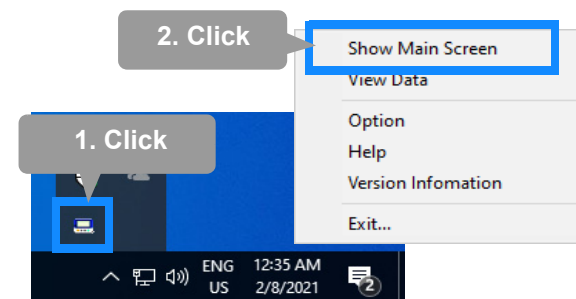 2. Click
Show Main Screen
View Data
Option
Help
Version Infomation
Exit...
1. Click
ENG
US
12:35 AM
2/8/2021
2